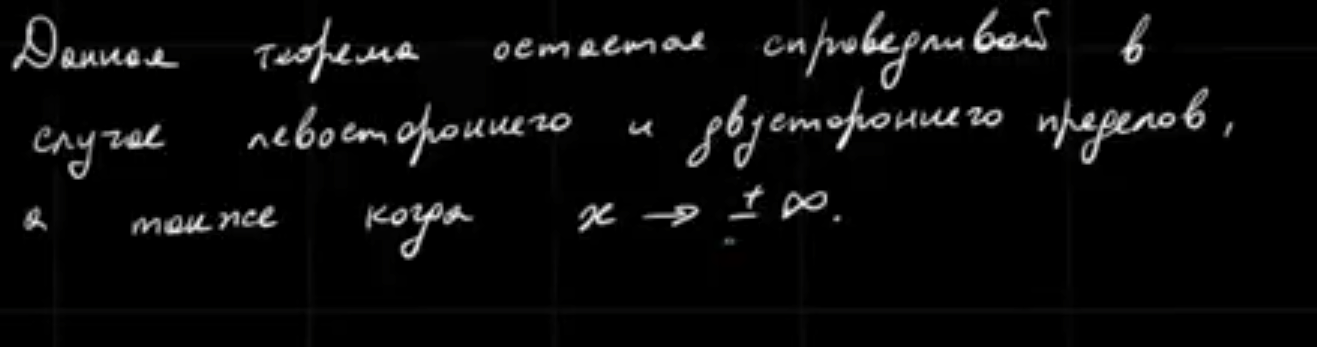 Данная теорема остается справедливой в
случае левостороннего и двустороннего пределов,
а также когда x → ± ∞.